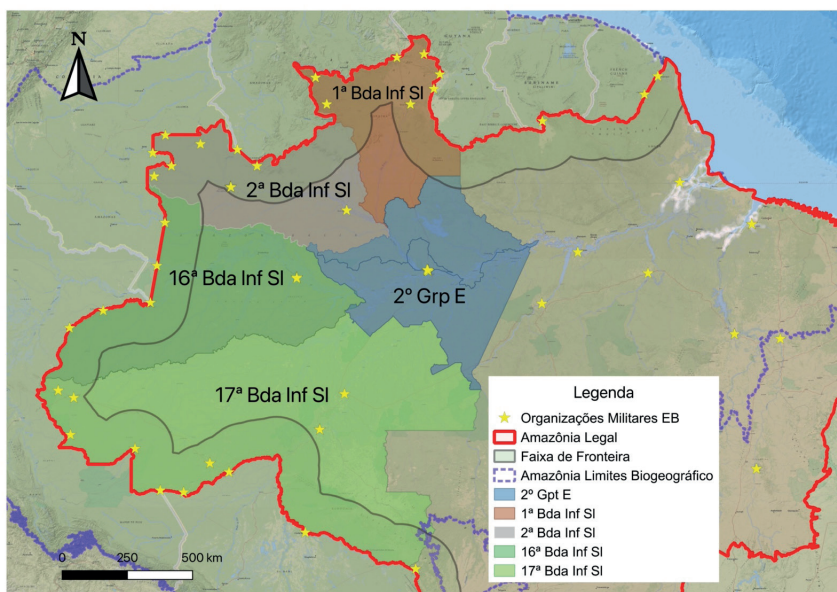 N
1ª Bda Inf Sl
2ª Bda Inf Sl
16ª Bda Inf Sl
2º Grp E
17ª Bda Inf Sl
Legenda
Organizações Militares EB
Amazônia Legal
Faixa de Fronteira
Amazônia Limites Biogeográfico
2º Gpt E
1ª Bda Inf Sl
2ª Bda Inf Sl
16ª Bda Inf Sl
17ª Bda Inf Sl
0 250 500 km